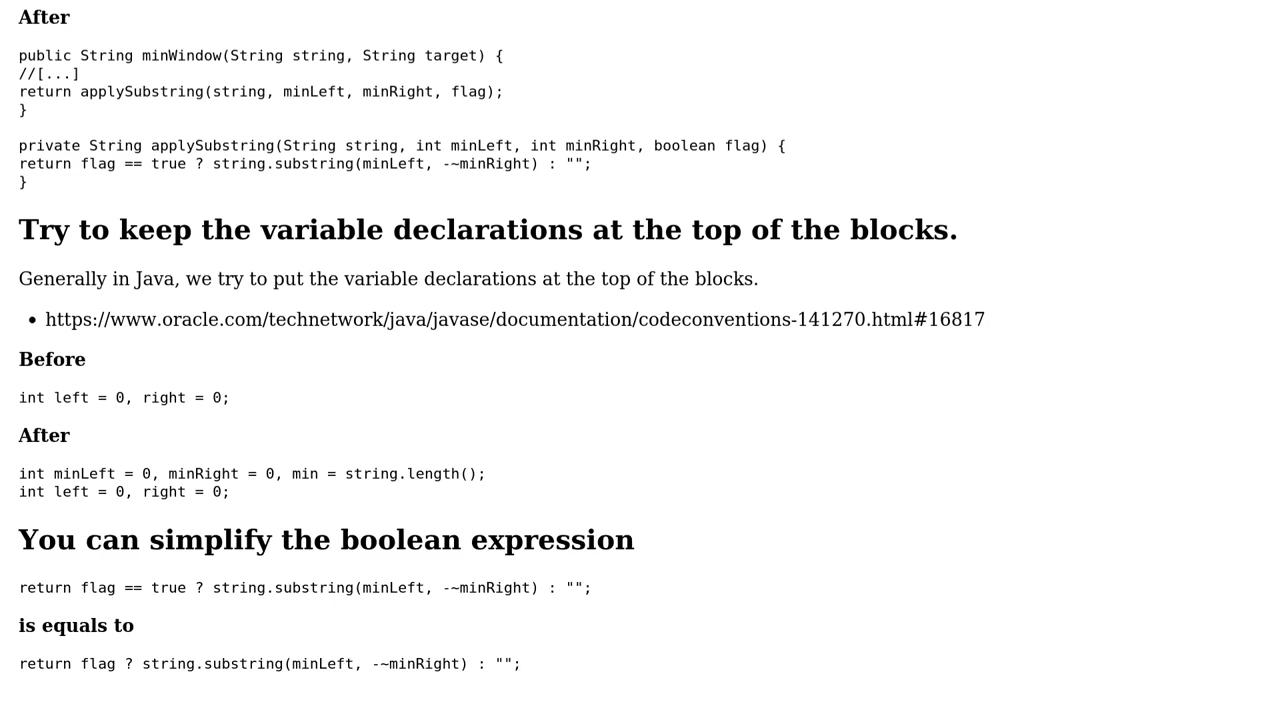 After
public String minWindow(String string, String target) {
//[...]
return applySubstring(string, minLeft, minRight, flag);
}
private String applySubstring(String string, int minLeft, int minRight, boolean flag) {
return flag == true ? string.substring(minLeft, -~minRight) : "";
}
Try to keep the variable declarations at the top of the blocks.
Generally in Java, we try to put the variable declarations at the top of the blocks.
• https://www.oracle.com/technetwork/java/javase/documentation/codeconventions-141270.html#16817
Before
int left = 0, right = 0;
After
int minLeft = 0, minRight = 0, min = string.length();
int left = 0, right = 0;
You can simplify the boolean expression
return flag == true ? string.substring(minLeft, -~minRight) : "";
is equals to
return flag ? string.substring(minLeft, -~minRight) : "";